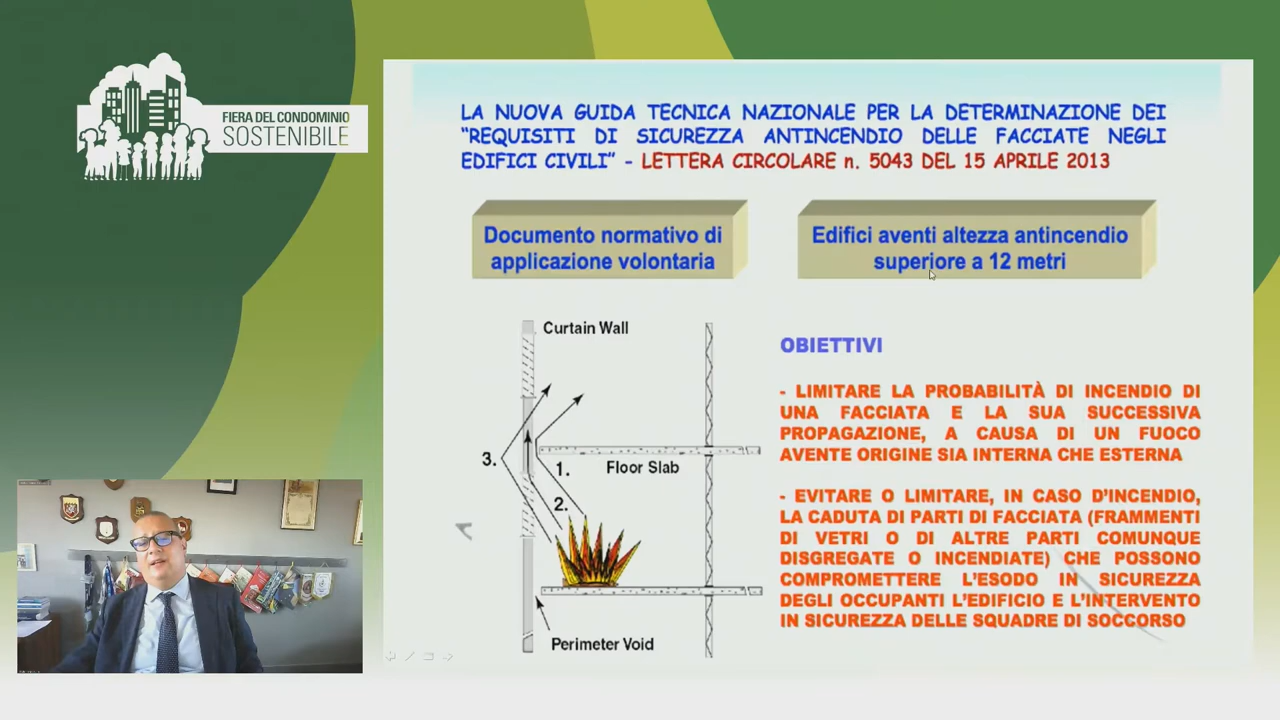 FIERA DEL CONDOMINIO
SOSTENIBILE
LA NUOVA GUIDA TECNICA NAZIONALE PER LA DETERMINAZIONE DEI
“REQUISITI DI SICUREZZA ANTINCENDIO DELLE FACCIATE NEGLI
EDIFICI CIVILI” - LETTERA CIRCOLARE n. 5043 DEL 15 APRILE 2013
Documento normativo di
applicazione volontaria
Edifici aventi altezza antincendio
superiore a 12 metri
Curtain Wall
3.
1.
Floor Slab
2.
Perimeter Void
OBIETTIVI
- LIMITARE LA PROBABILITÀ DI INCENDIO DI
UNA FACCIATA E LA SUA SUCCESSIVA
PROPAGAZIONE, A CAUSA DI UN FUOCO
AVENTE ORIGINE SIA INTERNA CHE ESTERNA
- EVITARE O LIMITARE, IN CASO D’INCENDIO,
LA CADUTA DI PARTI DI FACCIATA (FRAMMENTI
DI VETRI O DI ALTRE PARTI COMUNQUE
DISGREGATE O INCENDIATE) CHE POSSONO
COMPROMETTERE L’ESODO IN SICUREZZA
DEGLI OCCUPANTI L’EDIFICIO E L’INTERVENTO
IN SICUREZZA DELLE SQUADRE DI SOCCORSO